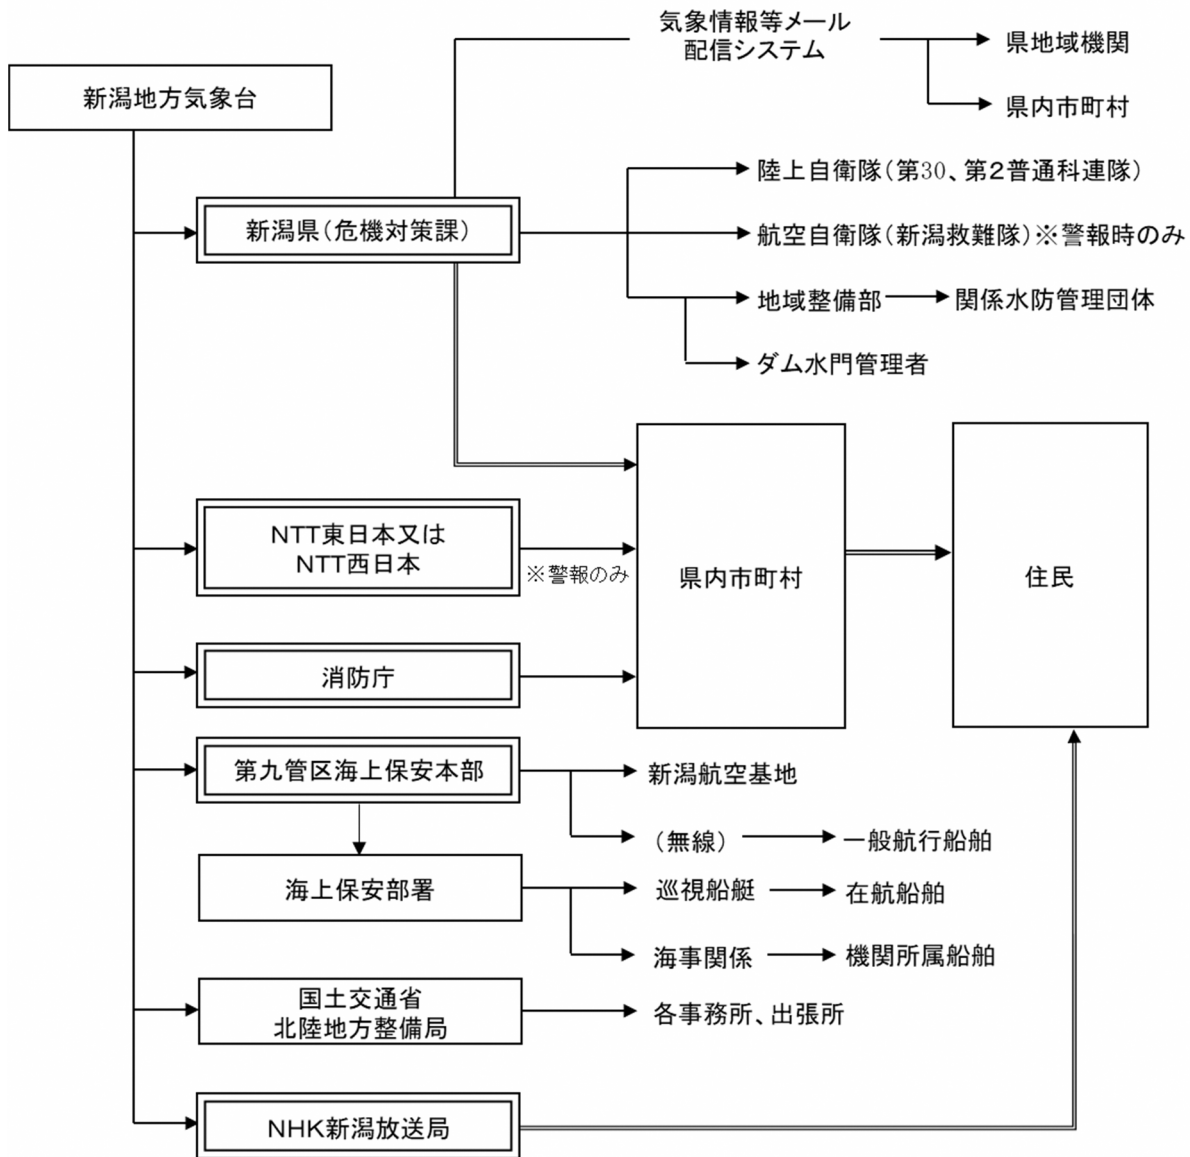 気象情報等メール
配信システム
県地域機関
新潟地方気象台
県内市町村
陸上自衛隊(第30、第2普通科連隊)
新潟県(危機対策課)
航空自衛隊(新潟救難隊)※警報時のみ
地域整備部
関係水防管理団体
ダム水門管理者
NTT東日本又は
NTT西日本
※警報のみ
県内市町村
住民
消防庁
第九管区海上保安本部
新潟航空基地
(無線)
一般航行船舶
海上保安部署
巡視船艇
在航船舶
海事関係
機関所属船舶
国土交通省
北陸地方整備局
各事務所、出張所
NHK新潟放送局